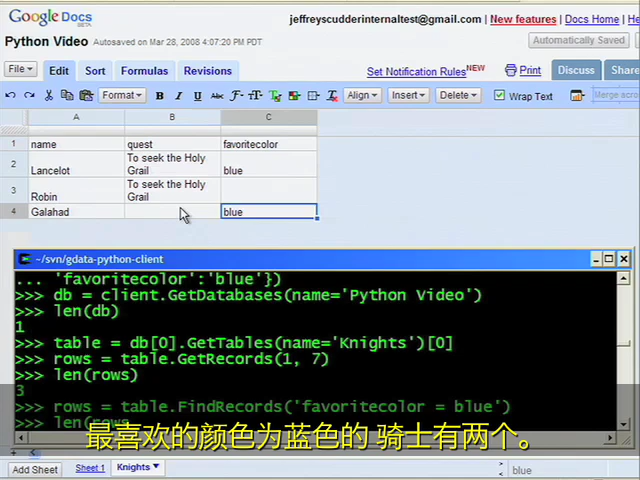 Google Docs
BETA
jeffreyscudderinternaltest@gmail.com | New features | Docs Home | He
Python Video Autosaved on Mar 28, 2008 4:07:20 PM PDT
Automatically Saved
File Edit Sort Formulas Revisions
Set Notification Rules NEW Print Discuss Share
Format B I U Abc Align Insert Delete Wrap Text Merge acro
A B C
1 name quest favoritecolor
2 Lancelot To seek the Holy Grail blue
3 Robin To seek the Holy Grail
4 Galahad blue
~/svn/gdata-python-client
... 'favoritecolor':'blue'})
>>> db = client.GetDatabases(name='Python Video')
>>> len(db)
1
>>> table = db[0].GetTables(name='Knights')[0]
>>> rows = table.GetRecords(1, 7)
>>> len(rows)
3
>>> rows = table.FindRecords('favoritecolor = blue')
>>> len(rows
最喜欢的颜色为蓝色的 骑士有两个。
Add Sheet Sheet 1 Knights blue